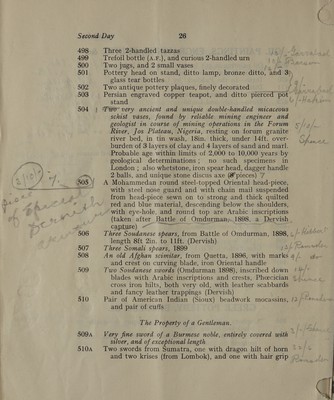 Second Day 26
498 Three 2-handled tazzas
499 Trefoil bottle (A.F.), and curious 2-handled urn
500 Two jugs, and 2 small vases
501 Pottery head on stand, ditto lamp, bronze ditto, and 3
glass tear bottles
502 Two antique pottery plaques, finely decorated
503 Persian engraved copper teapot, and ditto pierced pot
stand
504 Two very ancient and unique double-handled micaceous
schist vases, found by reliable mining engineer and
geologist in course of mining operations in the Forum
River, Jos Plateau, Nigeria, resting on forum granite
river bed, in tin wash, 18in. thick, under 14ft. over-
burden of 3 layers of clay and 4 layers of sand and marl.
Probable age within limits of 2,000 to 10,000 years by
geological determinations; no such specimens in
London; also whetstone, iron spear head, dagger handle
2 balls, and unique stone discus axe (7 pieces) 7
505 A Mohammedan round steel-topped Oriental head-piece,
with steel nose guard and with chain mail suspended
from head-piece sewn on to strong and thick quilted
red and blue material, descending below the shoulders,
with eye-hole, and round top are Arabic inscriptions
(taken after Battle of Omdurman, 1898, a Dervish
capture)
506 Three Soudanese spears, from Battle of Omdurman, 1898,
length 8ft 2in. to 11ft. (Dervish)
507 Three Somali spears, 1899
508 An old Afghan scimitar, from Quetta, 1896, with marks
and crest on curving blade, iron Oriental handle
509 Two Soudanese swords (Omdurman 1898), inscribed down
blades with Arabic inscriptions and crests, Phœnician
cross iron hilts, both very old, with leather scabbards
and fancy leather trappings (Dervish)
510 Pair of American Indian (Sioux) beadwork mocassins,
and pair of cuffs
The Property of a Gentleman.
509A Very fine sword of a Burmese noble, entirely covered with
silver, and of exceptional length
510A Two swords from Sumatra, one with dragon hilt of horn
and two krises (from Lombok), and one with hair grip